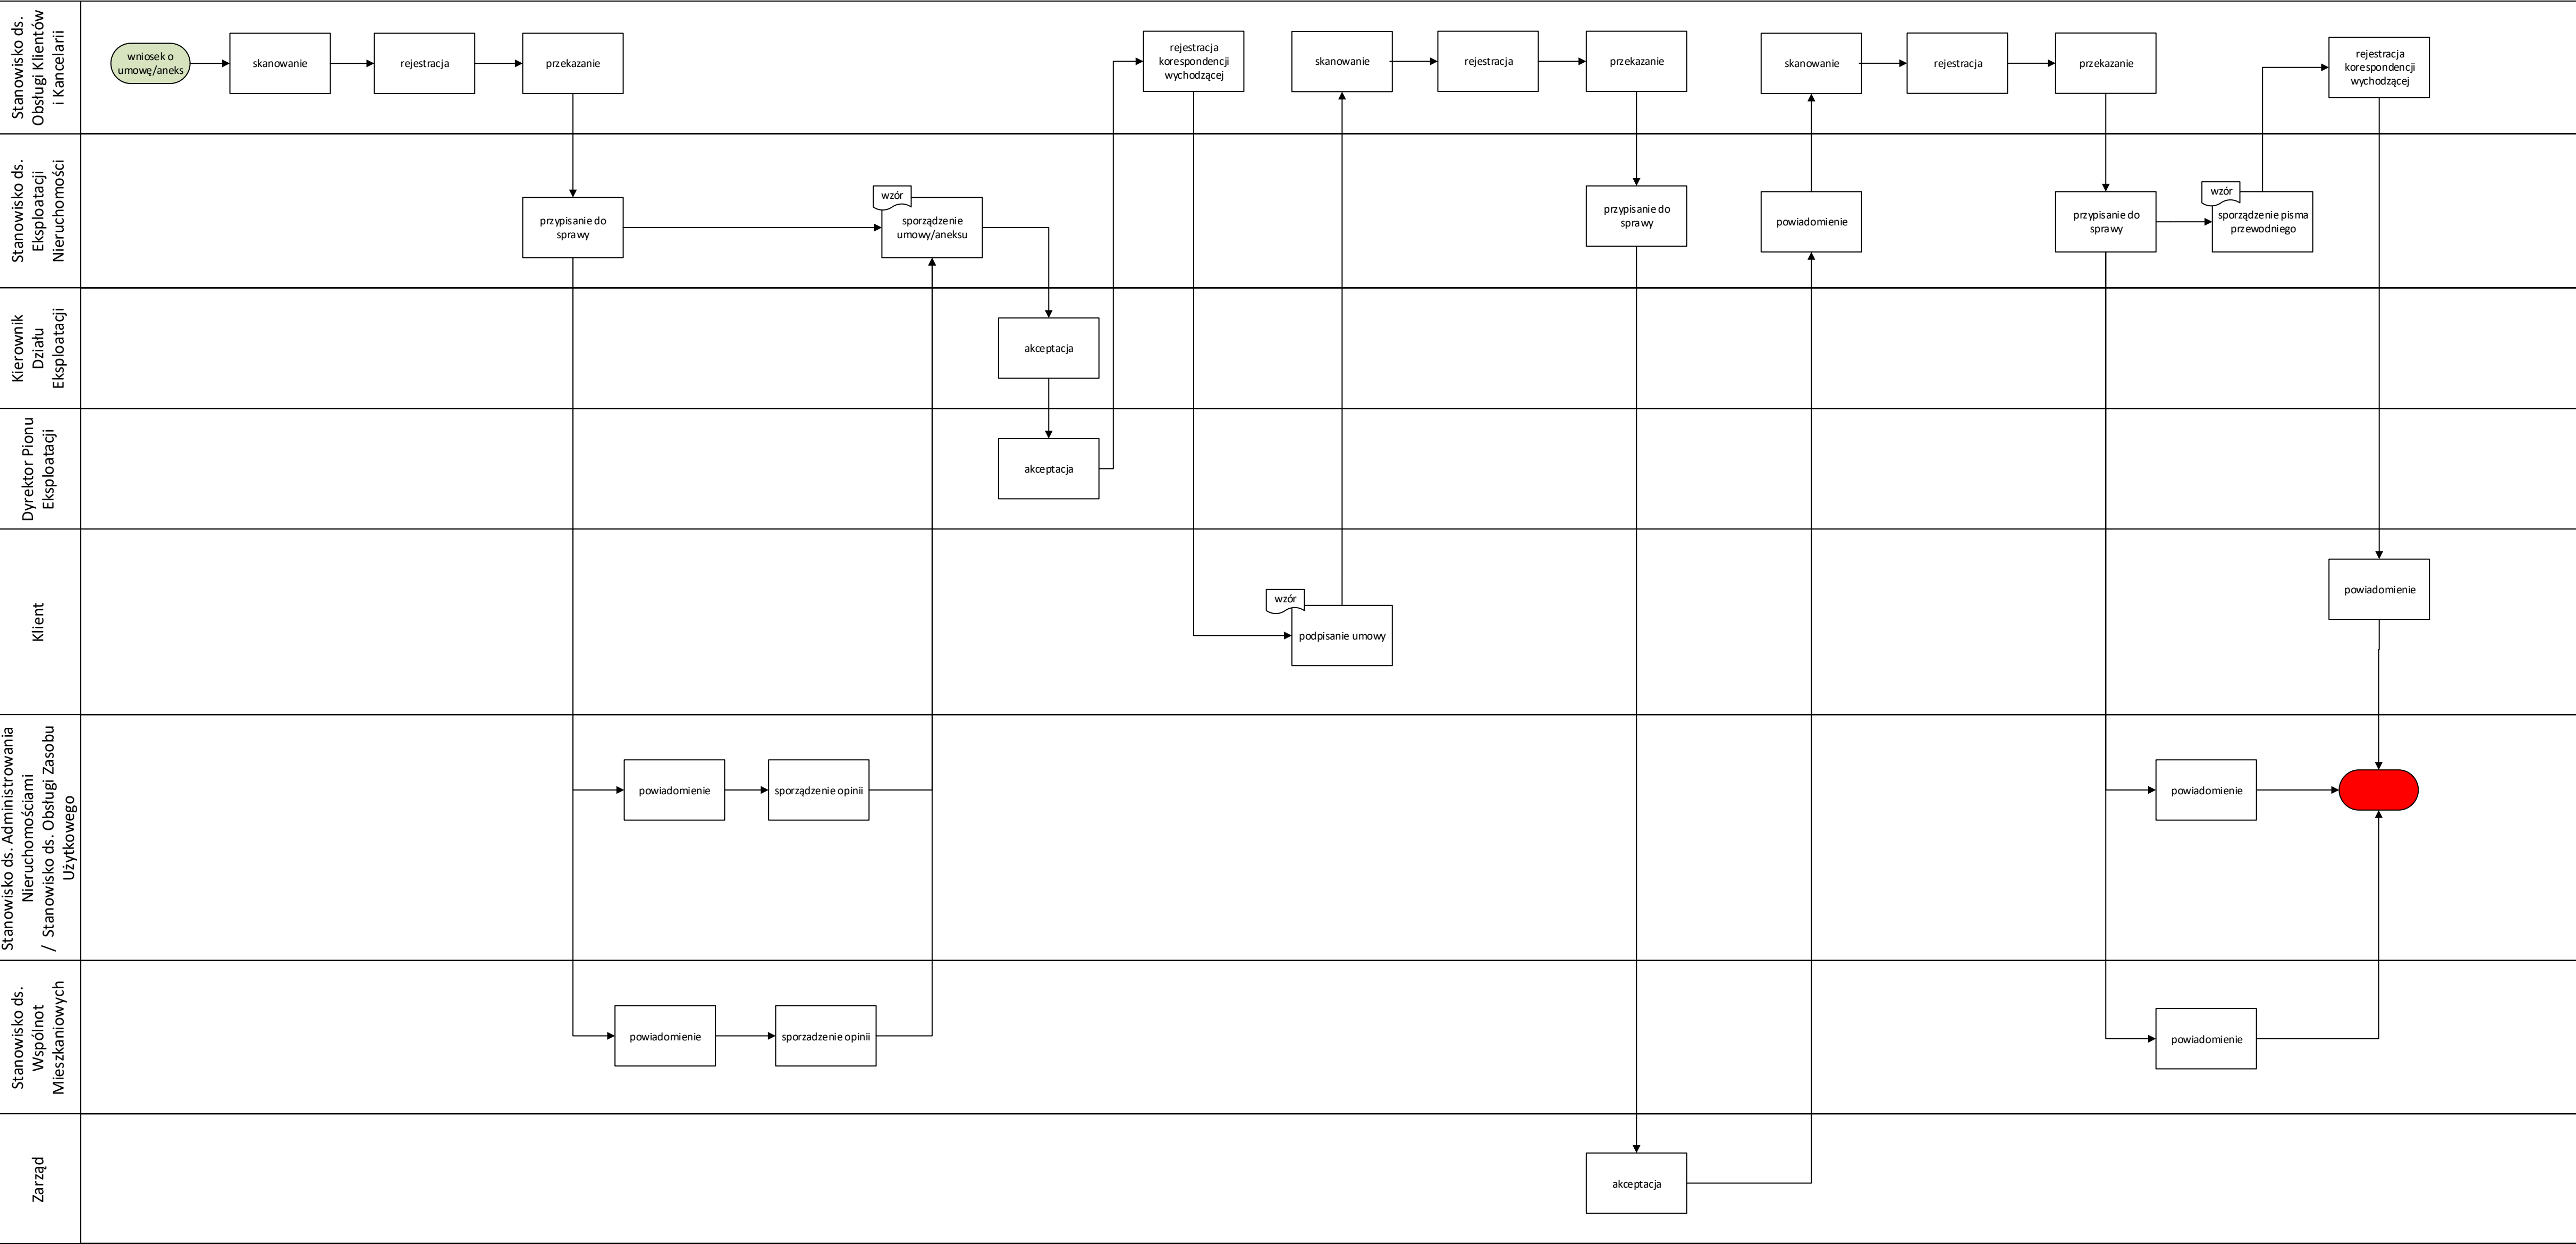 Stanowisko ds.
Obsługi Klientów
i Kancelarii
wniosek o
umowę/aneks
skanowanie
rejestracja
przekazanie
rejestracja
korespondencji
wychodzącej
skanowanie
rejestracja
przekazanie
skanowanie
rejestracja
przekazanie
rejestracja
korespondencji
wychodzącej
Stanowisko ds.
Eksploatacji
Nieruchomości
przypisanie do
sprawy
wzór
sporządzenie
umowy/aneksu
przypisanie do
sprawy
powiadomienie
przypisanie do
sprawy
wzór
sporządzenie pisma
przewodniego
Kierownik
Działu
Eksploatacji
akceptacja
Dyrektor Pionu
Eksploatacji
akceptacja
Klient
wzór
podpisanie umowy
powiadomienie
Stanowisko ds. Administrowania
Nieruchomościami
/ Stanowisko ds. Obsługi Zasobu
Użytkowego
powiadomienie
sporządzenie opinii
powiadomienie
Stanowisko ds.
Wspólnot
Mieszkaniowych
powiadomienie
sporzadzenie opinii
powiadomienie
Zarząd
akceptacja